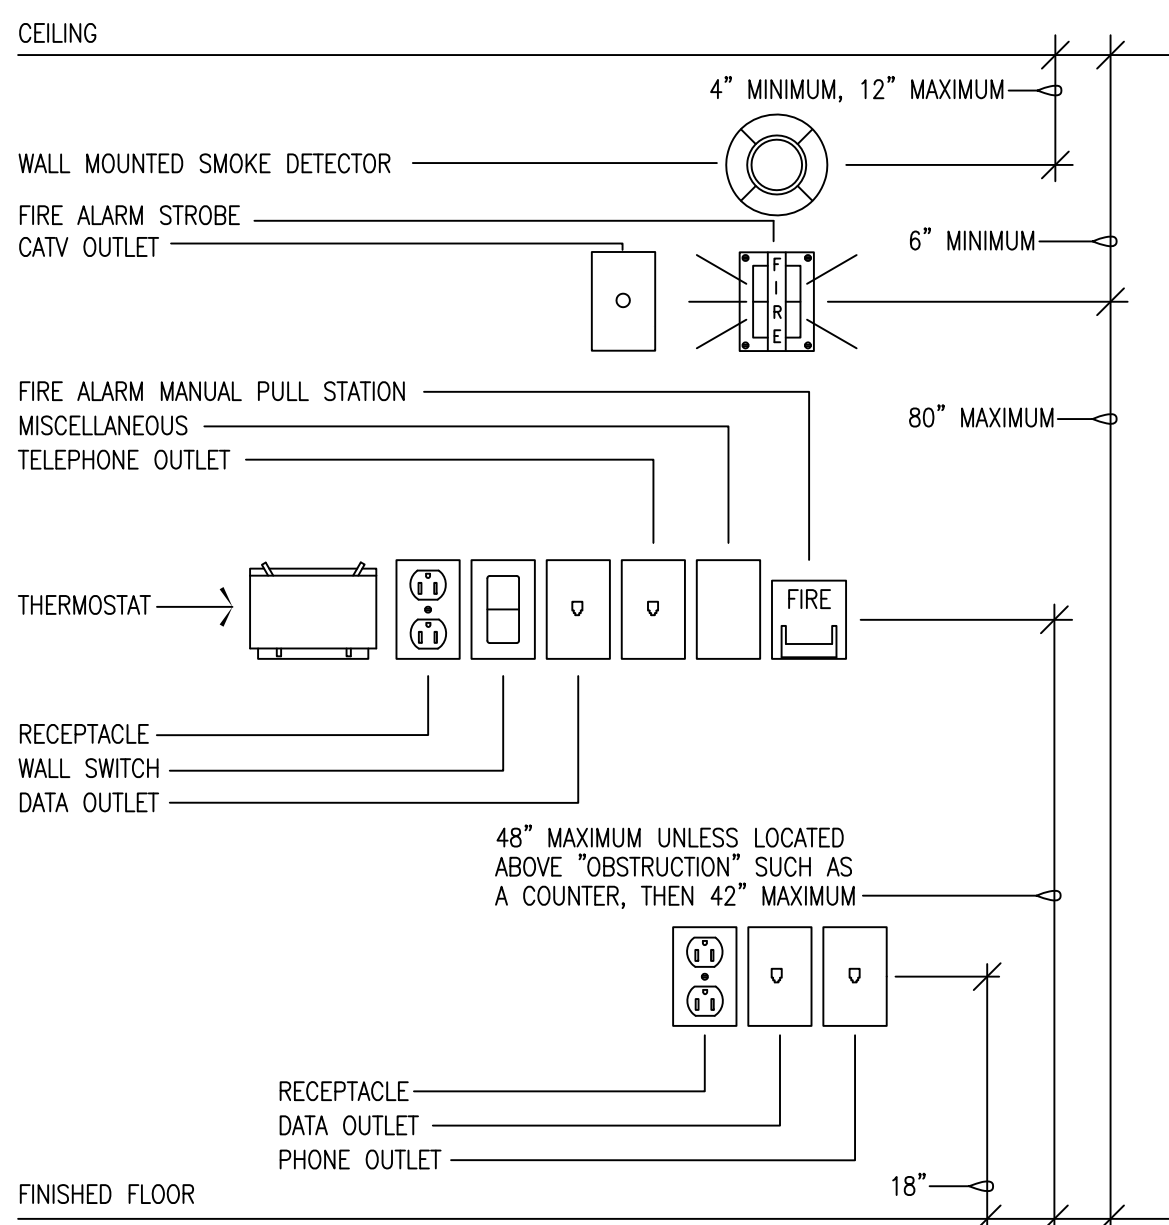 CEILING
4” MINIMUM, 12” MAXIMUM
WALL MOUNTED SMOKE DETECTOR
FIRE ALARM STROBE
CATV OUTLET
6” MINIMUM
FIRE
FIRE ALARM MANUAL PULL STATION
MISCELLANEOUS
TELEPHONE OUTLET
80” MAXIMUM
THERMOSTAT
FIRE
RECEPTACLE
WALL SWITCH
DATA OUTLET
48” MAXIMUM UNLESS LOCATED
ABOVE ”OBSTRUCTION” SUCH AS
A COUNTER, THEN 42” MAXIMUM
RECEPTACLE
DATA OUTLET
PHONE OUTLET
18”
FINISHED FLOOR